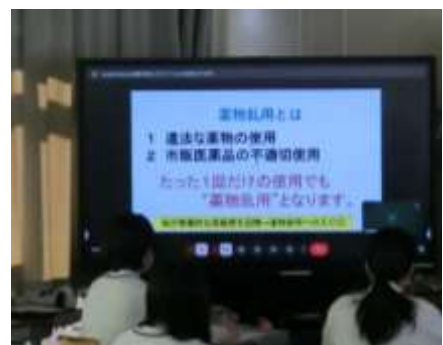 薬物乱用とは
1 違法な薬物の使用
2 市販医薬品の不適切使用
たった1回だけの使用でも
“薬物乱用”となります。